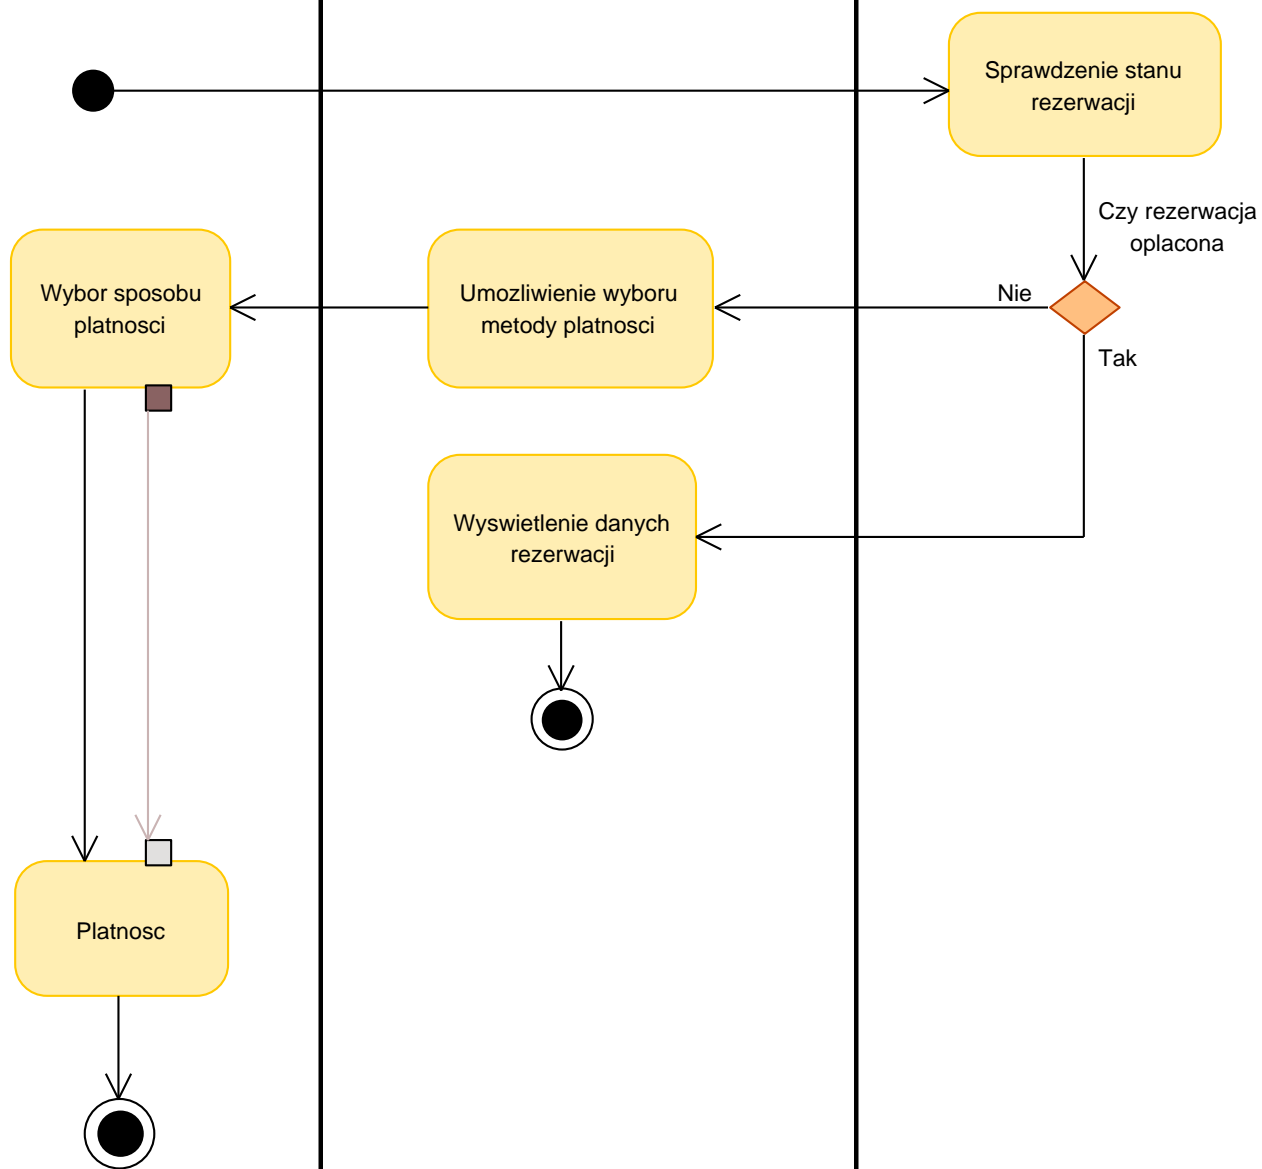 Sprawdzenie stanu
rezerwacji
Czy rezerwacja
oplacona
Wybor sposobu
platnosci
Umozliwienie wyboru
metody platnosci
Nie
Tak
Wyswietlenie danych
rezerwacji
Platnosc